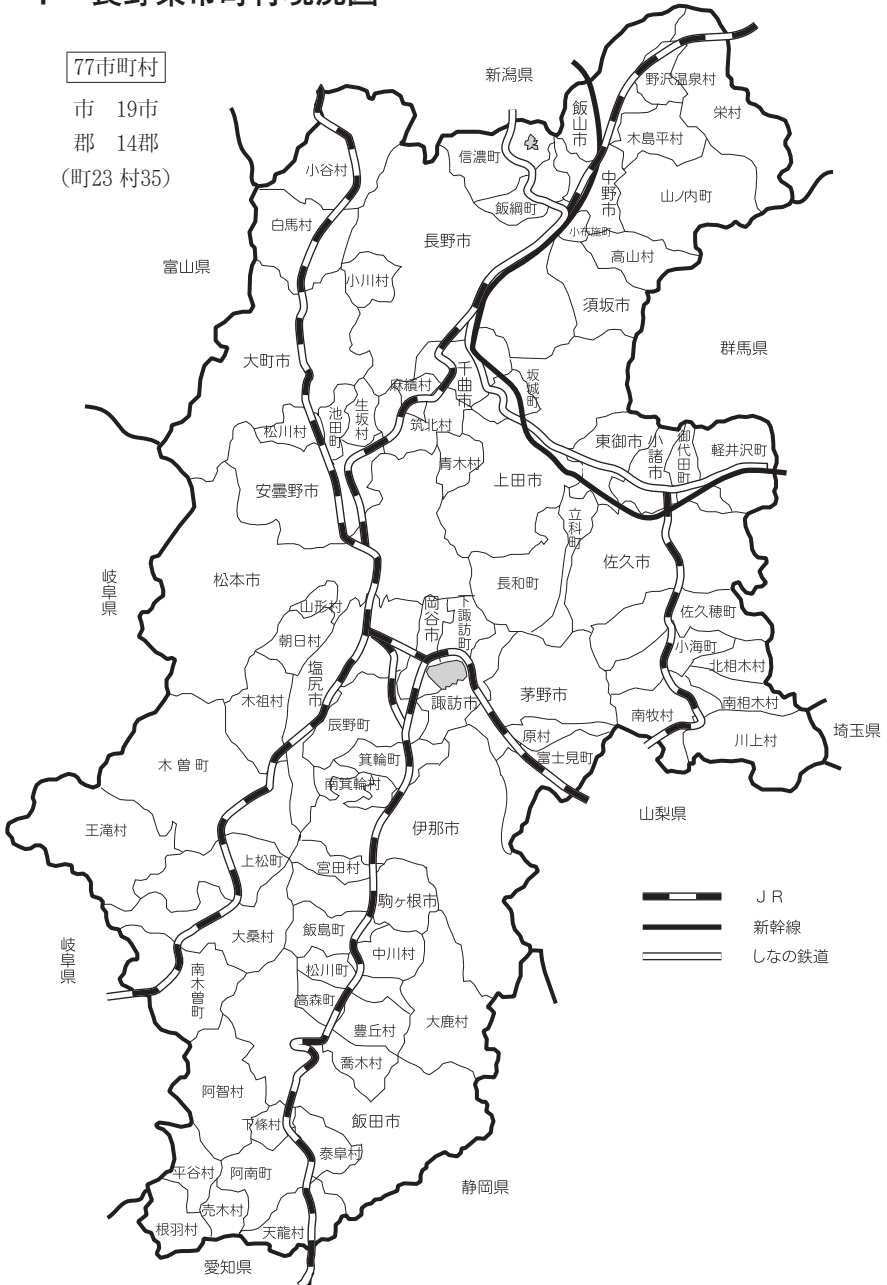 長野県市町村境界図
77市町村
市 19市
郡 14郡
(町23 村35)
新潟県
富山県
群馬県
岐阜県
岐阜県
埼玉県
山梨県
静岡県
愛知県
野沢温泉村
栄村
飯山市
木島平村
信濃町
飯綱町
中野市
山ノ内町
小布施町
高山村
須坂市
長野市
小谷村
白馬村
小川村
大町市
麻績村
千曲市
坂城町
生坂村
池田町
松川村
筑北村
青木村
上田市
東御市
小諸市
御代田町
軽井沢町
安曇野市
立科町
佐久市
松本市
長和町
山形村
朝日村
岡谷市
下諏訪町
佐久穂町
小海町
北相木村
南相木村
南牧村
川上村
塩尻市
諏訪市
茅野市
原村
富士見町
木祖村
辰野町
木曽町
箕輪町
南箕輪村
伊那市
王滝村
上松町
宮田村
駒ヶ根市
大桑村
飯島町
中川村
南木曽町
松川町
高森町
大鹿村
豊丘村
喬木村
阿智村
下條村
飯田市
泰阜村
平谷村
阿南町
売木村
根羽村
天龍村
JR
新幹線
しなの鉄道